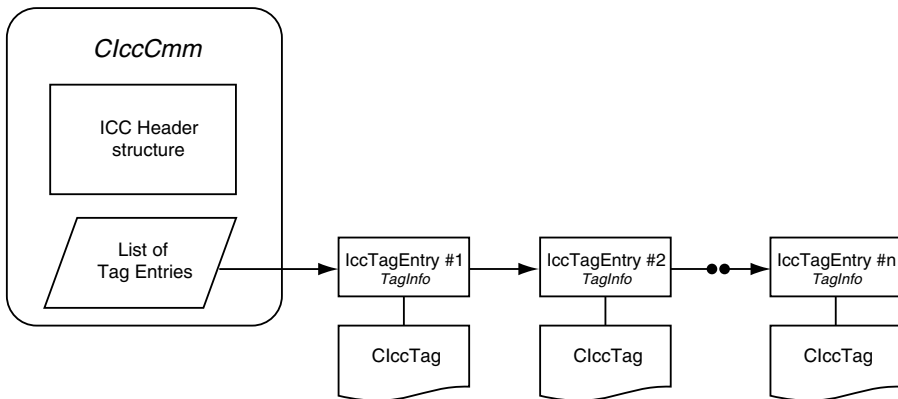 CIccCmm
ICC Header
structure
List of
Tag Entries
IccTagEntry #1
TagInfo
IccTagEntry #2
TagInfo
IccTagEntry #n
TagInfo
CIccTag
CIccTag
CIccTag